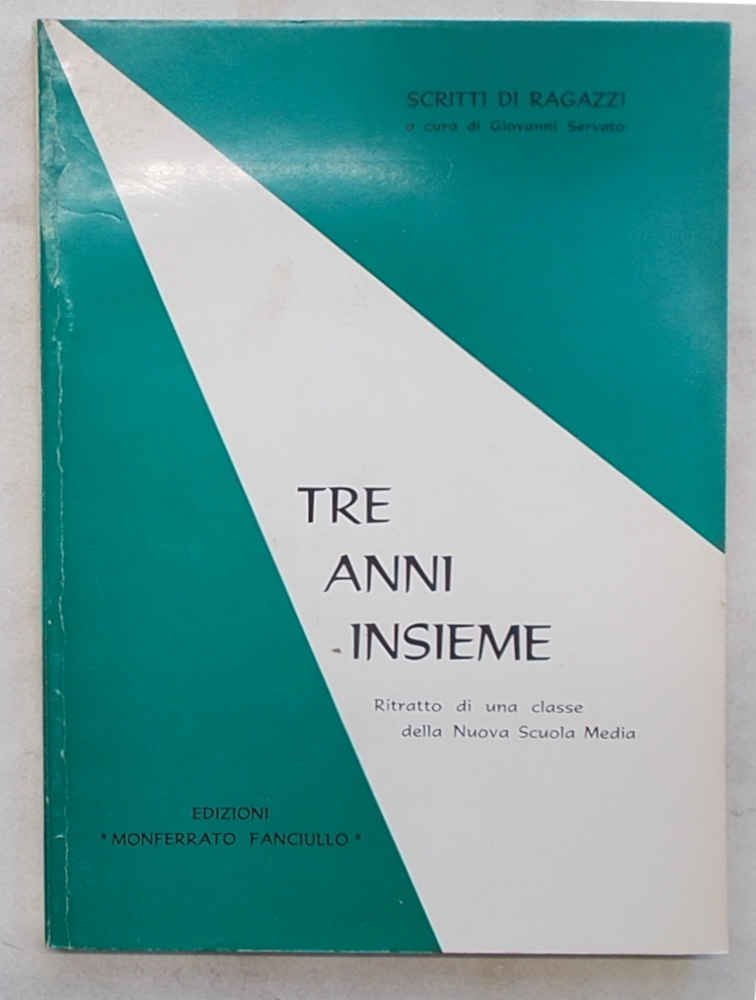 SCRITTI DI RAGAZZI
a cura di Giovanni Servato
TRE
ANNI
INSIEME
Ritratto di una classe
della Nuova Scuola Media
EDIZIONI
"MONFERRATO FANCIULLO"